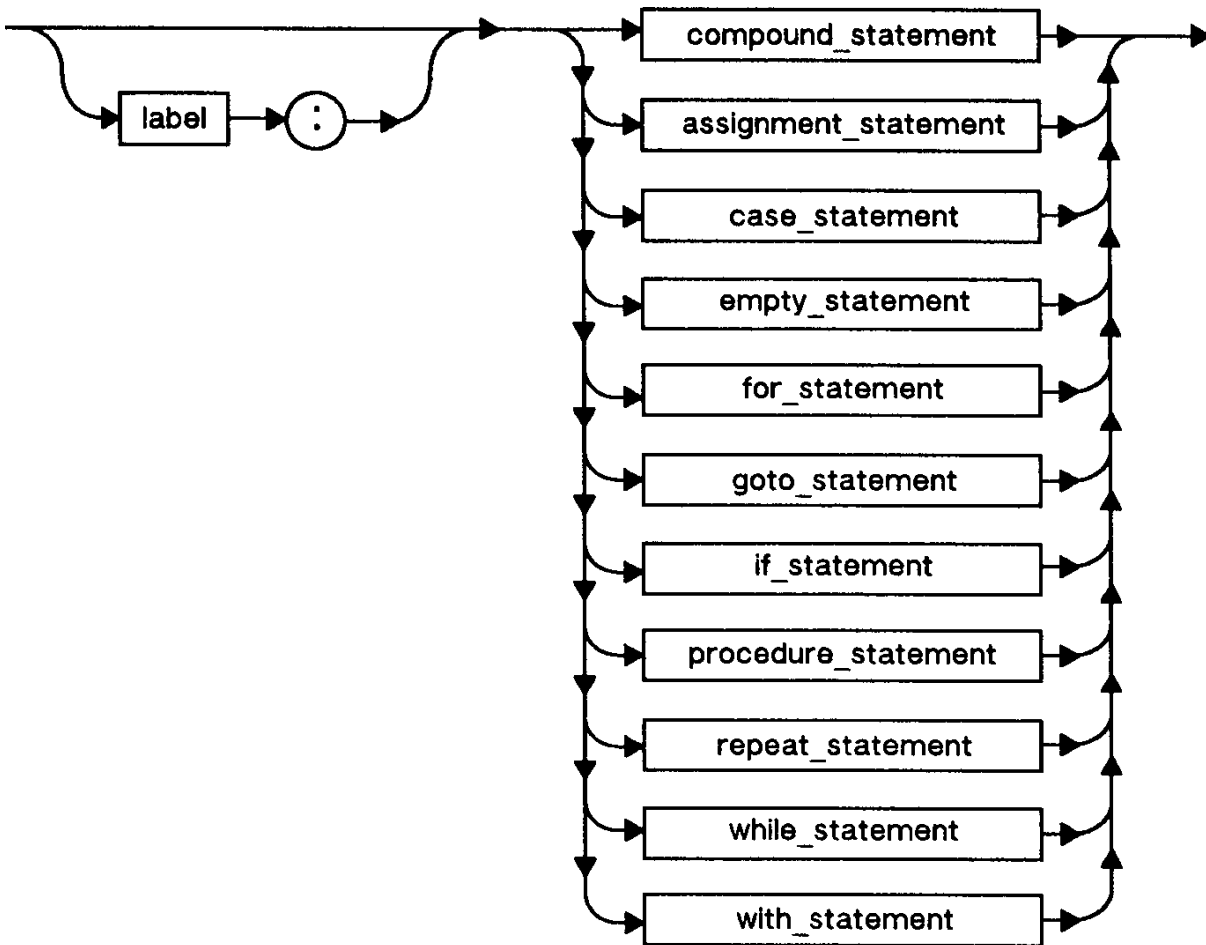 compound_statement
label
:
assignment_statement
case_statement
empty_statement
for_statement
goto_statement
if_statement
procedure_statement
repeat_statement
while_statement
with_statement